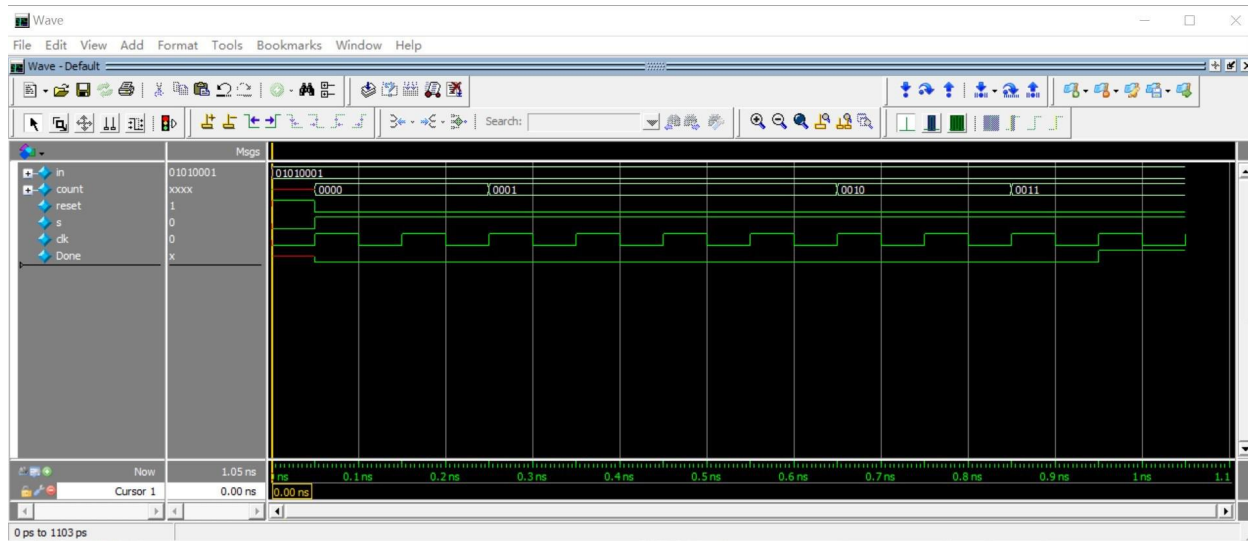 Wave
File Edit View Add Format Tools Bookmarks Window Help
Wave - Default
Search:
Msgs
in 01010001 01010001
count xxxx 0000 0001 0010 0011
reset 1
s 0
clk 0
Done x
Now 1.05 ns ns 0.1 ns 0.2 ns 0.3 ns 0.4 ns 0.5 ns 0.6 ns 0.7 ns 0.8 ns 0.9 ns 1 ns 1.1
Cursor 1 0.00 ns 0.00 ns
0 ps to 1103 ps